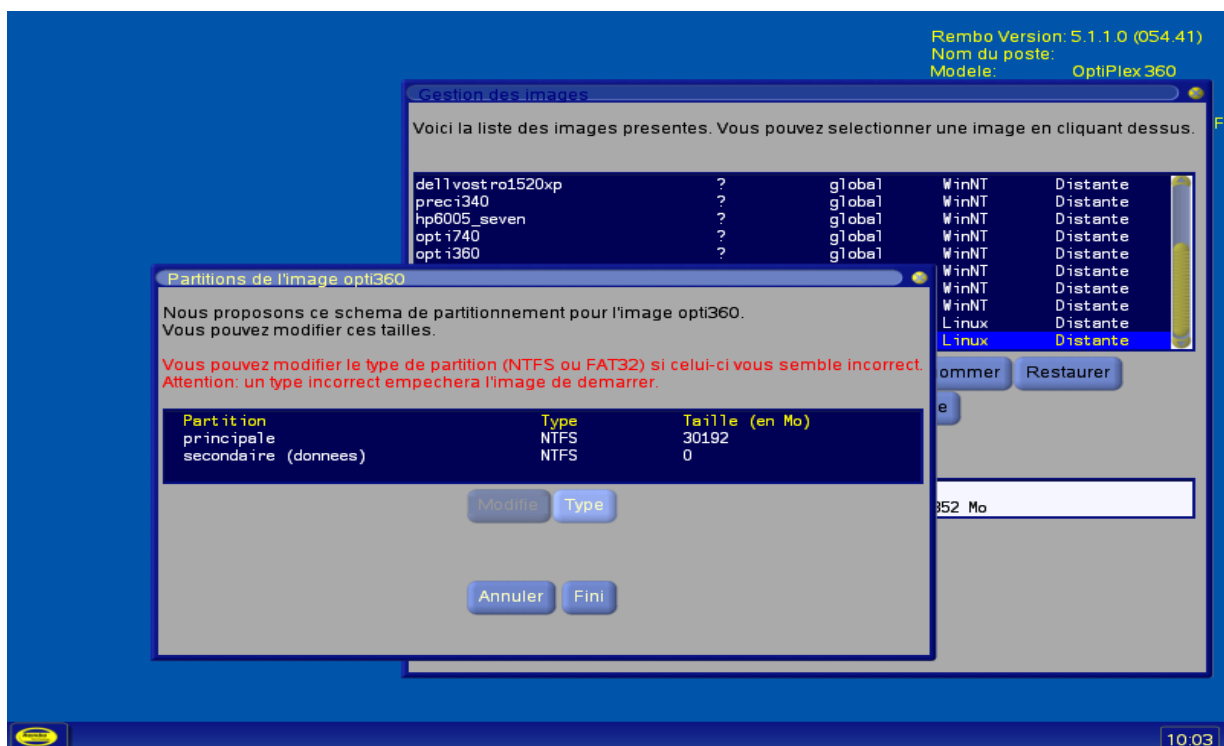 Rembo Version: 5.1.1.0 (054.41)
Nom du poste:
Modele: OptiPlex 360
Gestion des images
Voici la liste des images presentes. Vous pouvez selectionner une image en cliquant dessus.
F
dellvostro1520xp ? global WinNT Distante
preci340 ? global WinNT Distante
hp6005_seven ? global WinNT Distante
opti740 ? global WinNT Distante
opti360 ? global WinNT Distante
WinNT Distante
WinNT Distante
WinNT Distante
Linux Distante
Linux Distante
ommer Restaurer
e
352 Mo
Partitions de l'image opti360
Nous proposons ce schema de partitionnement pour l'image opti360.
Vous pouvez modifier ces tailles.
Vous pouvez modifier le type de partition (NTFS ou FAT32) si celui-ci vous semble incorrect.
Attention: un type incorrect empechera l'image de demarrer.
Partition Type Taille (en Mo)
principale NTFS 30192
secondaire (donnees) NTFS 0
Modifie Type
Annuler Fini
Rembo
10:03